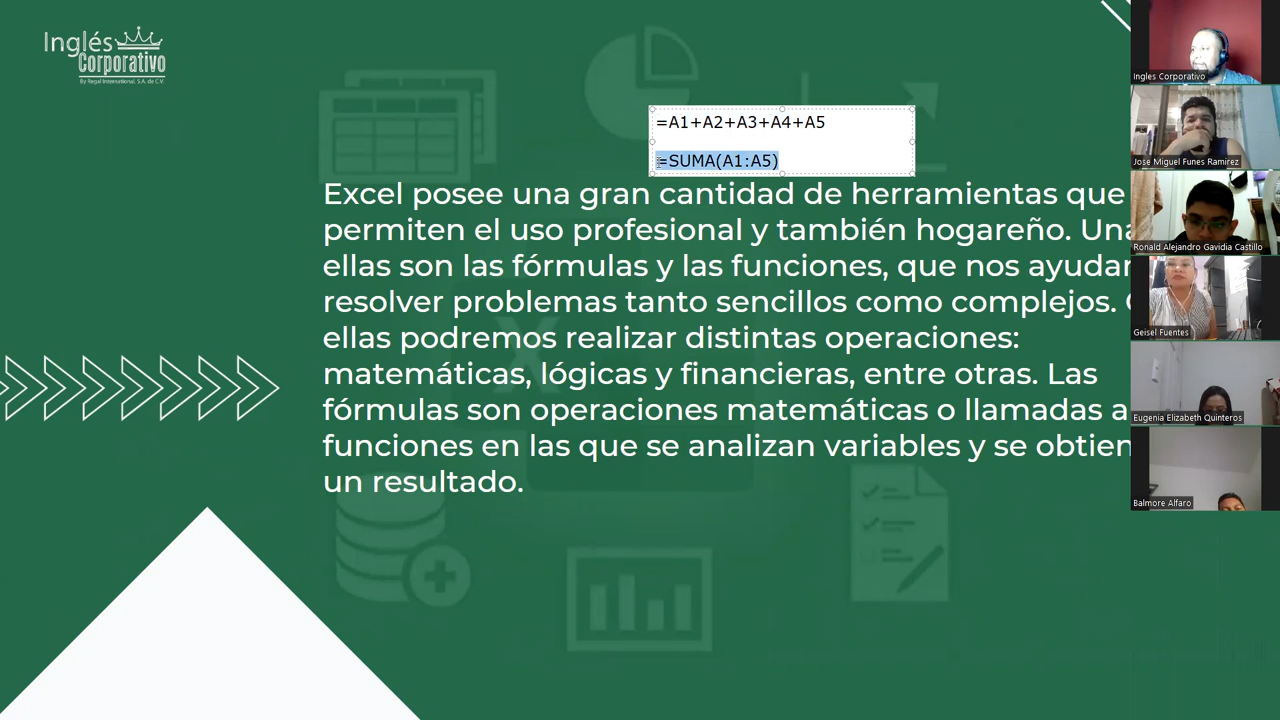 Inglés
Corporativo
By Regal International, S.A. de C.V.
=A1+A2+A3+A4+A5
=SUMA(A1:A5)
Excel posee una gran cantidad de herramientas que
permiten el uso profesional y también hogareño. Una
ellas son las fórmulas y las funciones, que nos ayudan
resolver problemas tanto sencillos como complejos.
ellas podremos realizar distintas operaciones:
matemáticas, lógicas y financieras, entre otras. Las
fórmulas son operaciones matemáticas o llamadas a
funciones en las que se analizan variables y se obtien
un resultado.
Ingles Corporativo
Jose Miguel Funes Ramirez
Ronald Alejandro Gavidia Castillo
Geisel Fuentes
Eugenia Elizabeth Quinteros
Balmore Alfaro